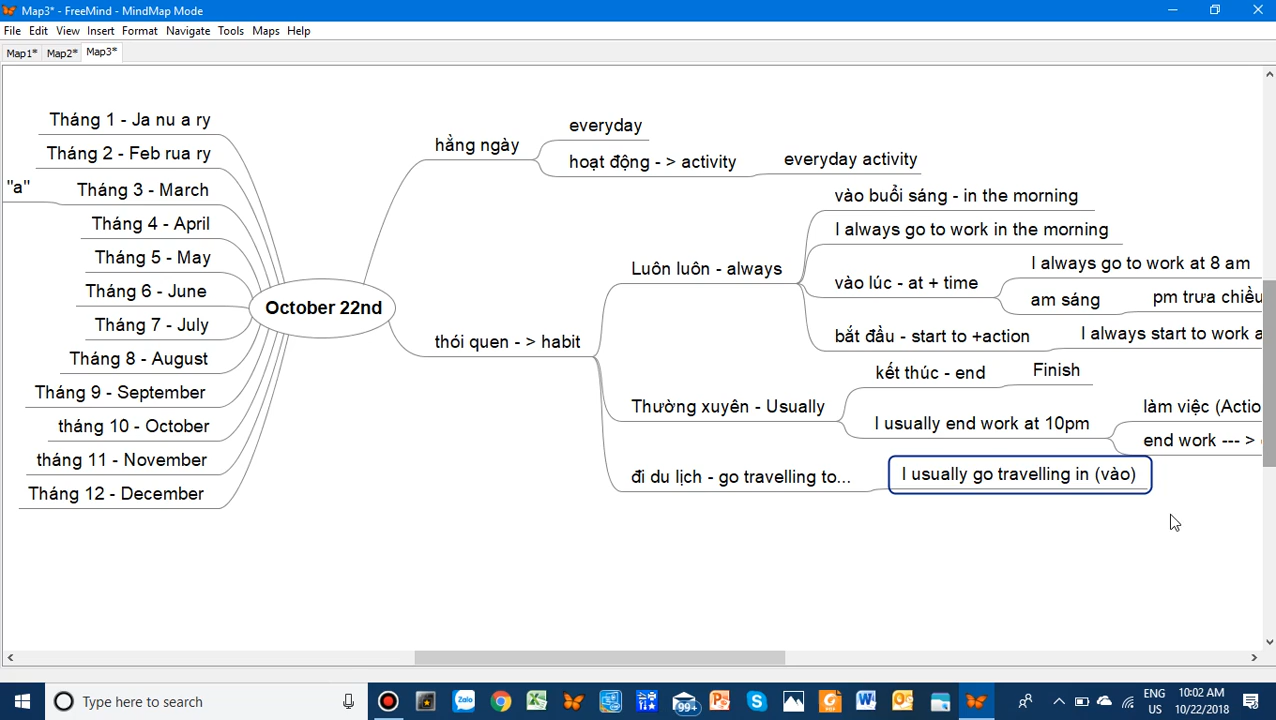 Map3* - FreeMind - MindMap Mode
File Edit View Insert Format Navigate Tools Maps Help
Map1* Map2* Map3*
Tháng 1 - Ja nu a ry
Tháng 2 - Feb rua ry
"a"
Tháng 3 - March
Tháng 4 - April
Tháng 5 - May
Tháng 6 - June
Tháng 7 - July
Tháng 8 - August
Tháng 9 - September
tháng 10 - October
tháng 11 - November
Tháng 12 - December
October 22nd
hằng ngày
everyday
hoạt động - > activity
everyday activity
thói quen - > habit
Luôn luôn - always
vào buổi sáng - in the morning
I always go to work in the morning
vào lúc - at + time
I always go to work at 8 am
am sáng
pm trưa chiều
bắt đầu - start to +action
I always start to work a
Thường xuyên - Usually
kết thúc - end
Finish
I usually end work at 10pm
làm việc (Actio
end work --- >
đi du lịch - go travelling to...
I usually go travelling in (vào)
Type here to search
Zalo
99+
ENG
US
10:02 AM
10/22/2018